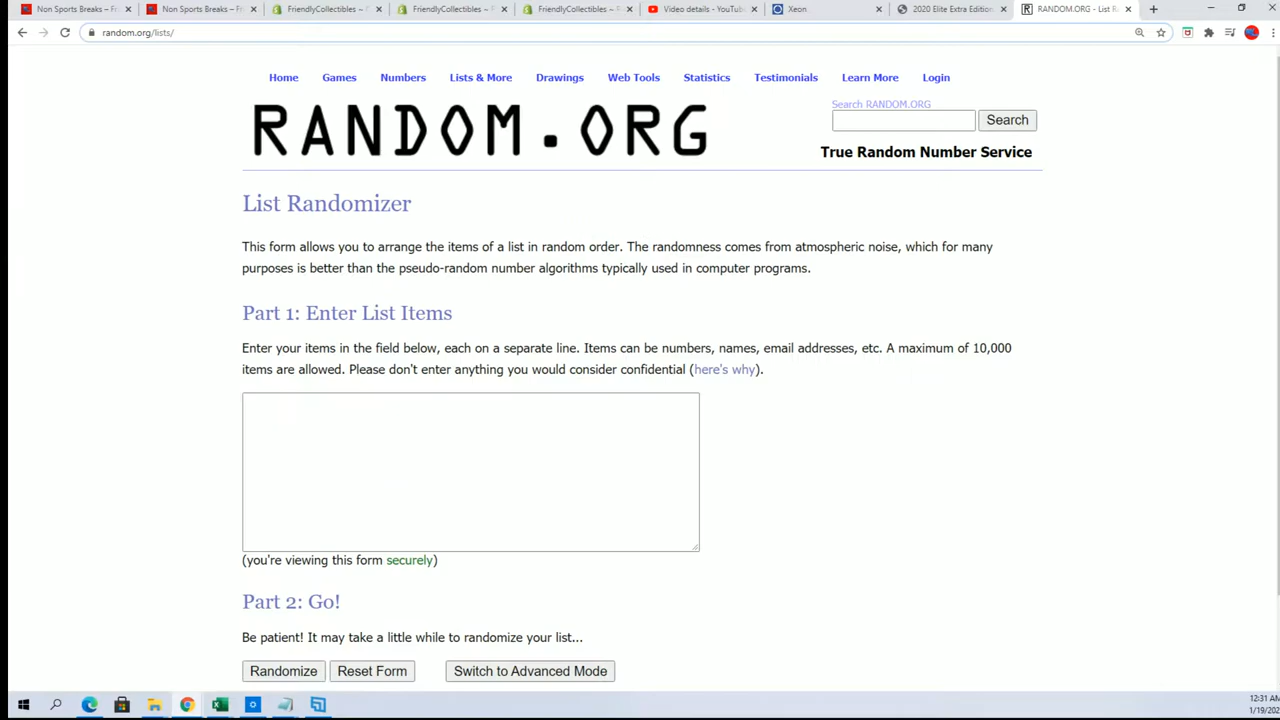 Non Sports Breaks – Fri
Non Sports Breaks – Fri
FriendlyCollectibles
FriendlyCollectibles
FriendlyCollectibles
Video details - YouTube
Xeon
2020 Elite Extra Edition
RANDOM.ORG - List R
random.org/lists/
Home Games Numbers Lists & More Drawings Web Tools Statistics Testimonials Learn More Login
RANDOM.ORG
Search RANDOM.ORG
Search
True Random Number Service
List Randomizer
This form allows you to arrange the items of a list in random order. The randomness comes from atmospheric noise, which for many
purposes is better than the pseudo-random number algorithms typically used in computer programs.
Part 1: Enter List Items
Enter your items in the field below, each on a separate line. Items can be numbers, names, email addresses, etc. A maximum of 10,000
items are allowed. Please don't enter anything you would consider confidential (here's why).
(you're viewing this form securely)
Part 2: Go!
Be patient! It may take a little while to randomize your list...
Randomize Reset Form Switch to Advanced Mode
12:31 AM
1/19/202